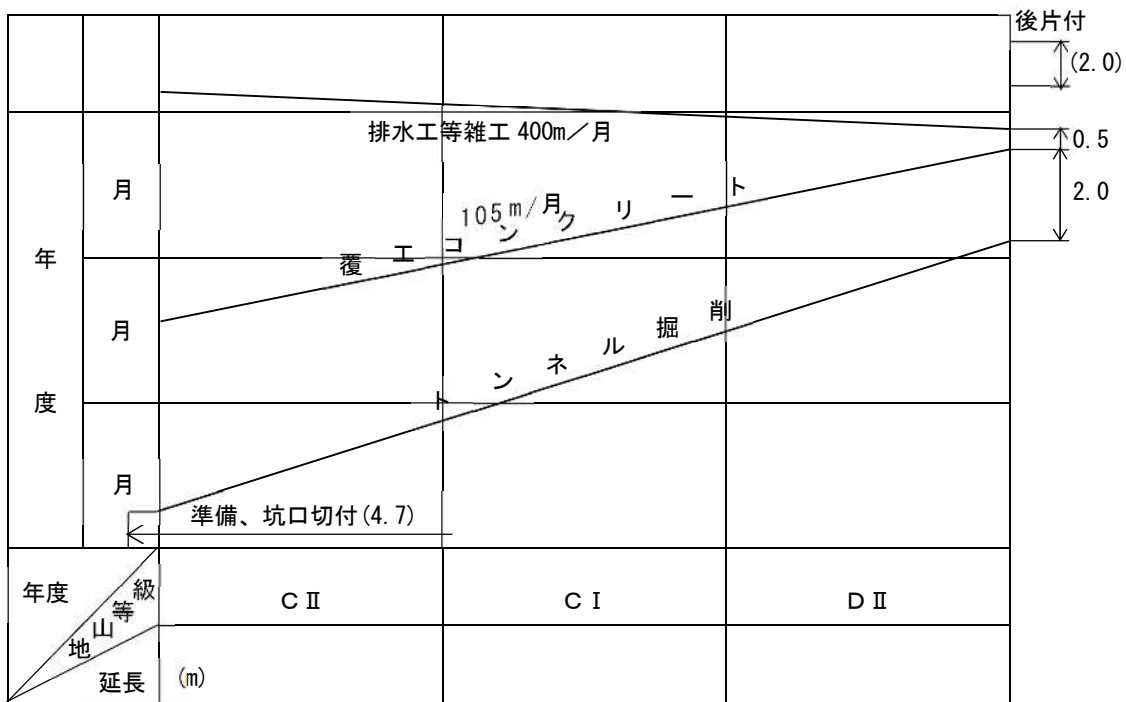 後片付
(2.0)
排水工等雑工 400m／月
0.5
月
105m/月
2.0
覆工コンクリート
年
月
トンネル掘削
度
月
準備、坑口切付(4.7)
年度
地山等級
CⅡ
CⅠ
DⅡ
延長
(m)